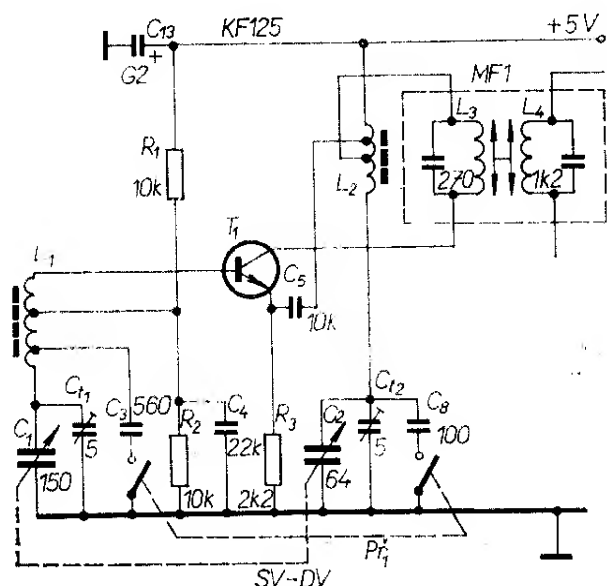 C13 KF125 +5V
G2 +
MF1
L3 L4
R1
10k
270 1k2
L2
T1
L1
C5
10k
Ct1 C3 560 R2 C4 R3 C2 Ct2 C8
C1 5 22k 5 100
150 10k 2k2 64
Př1
SV-DV